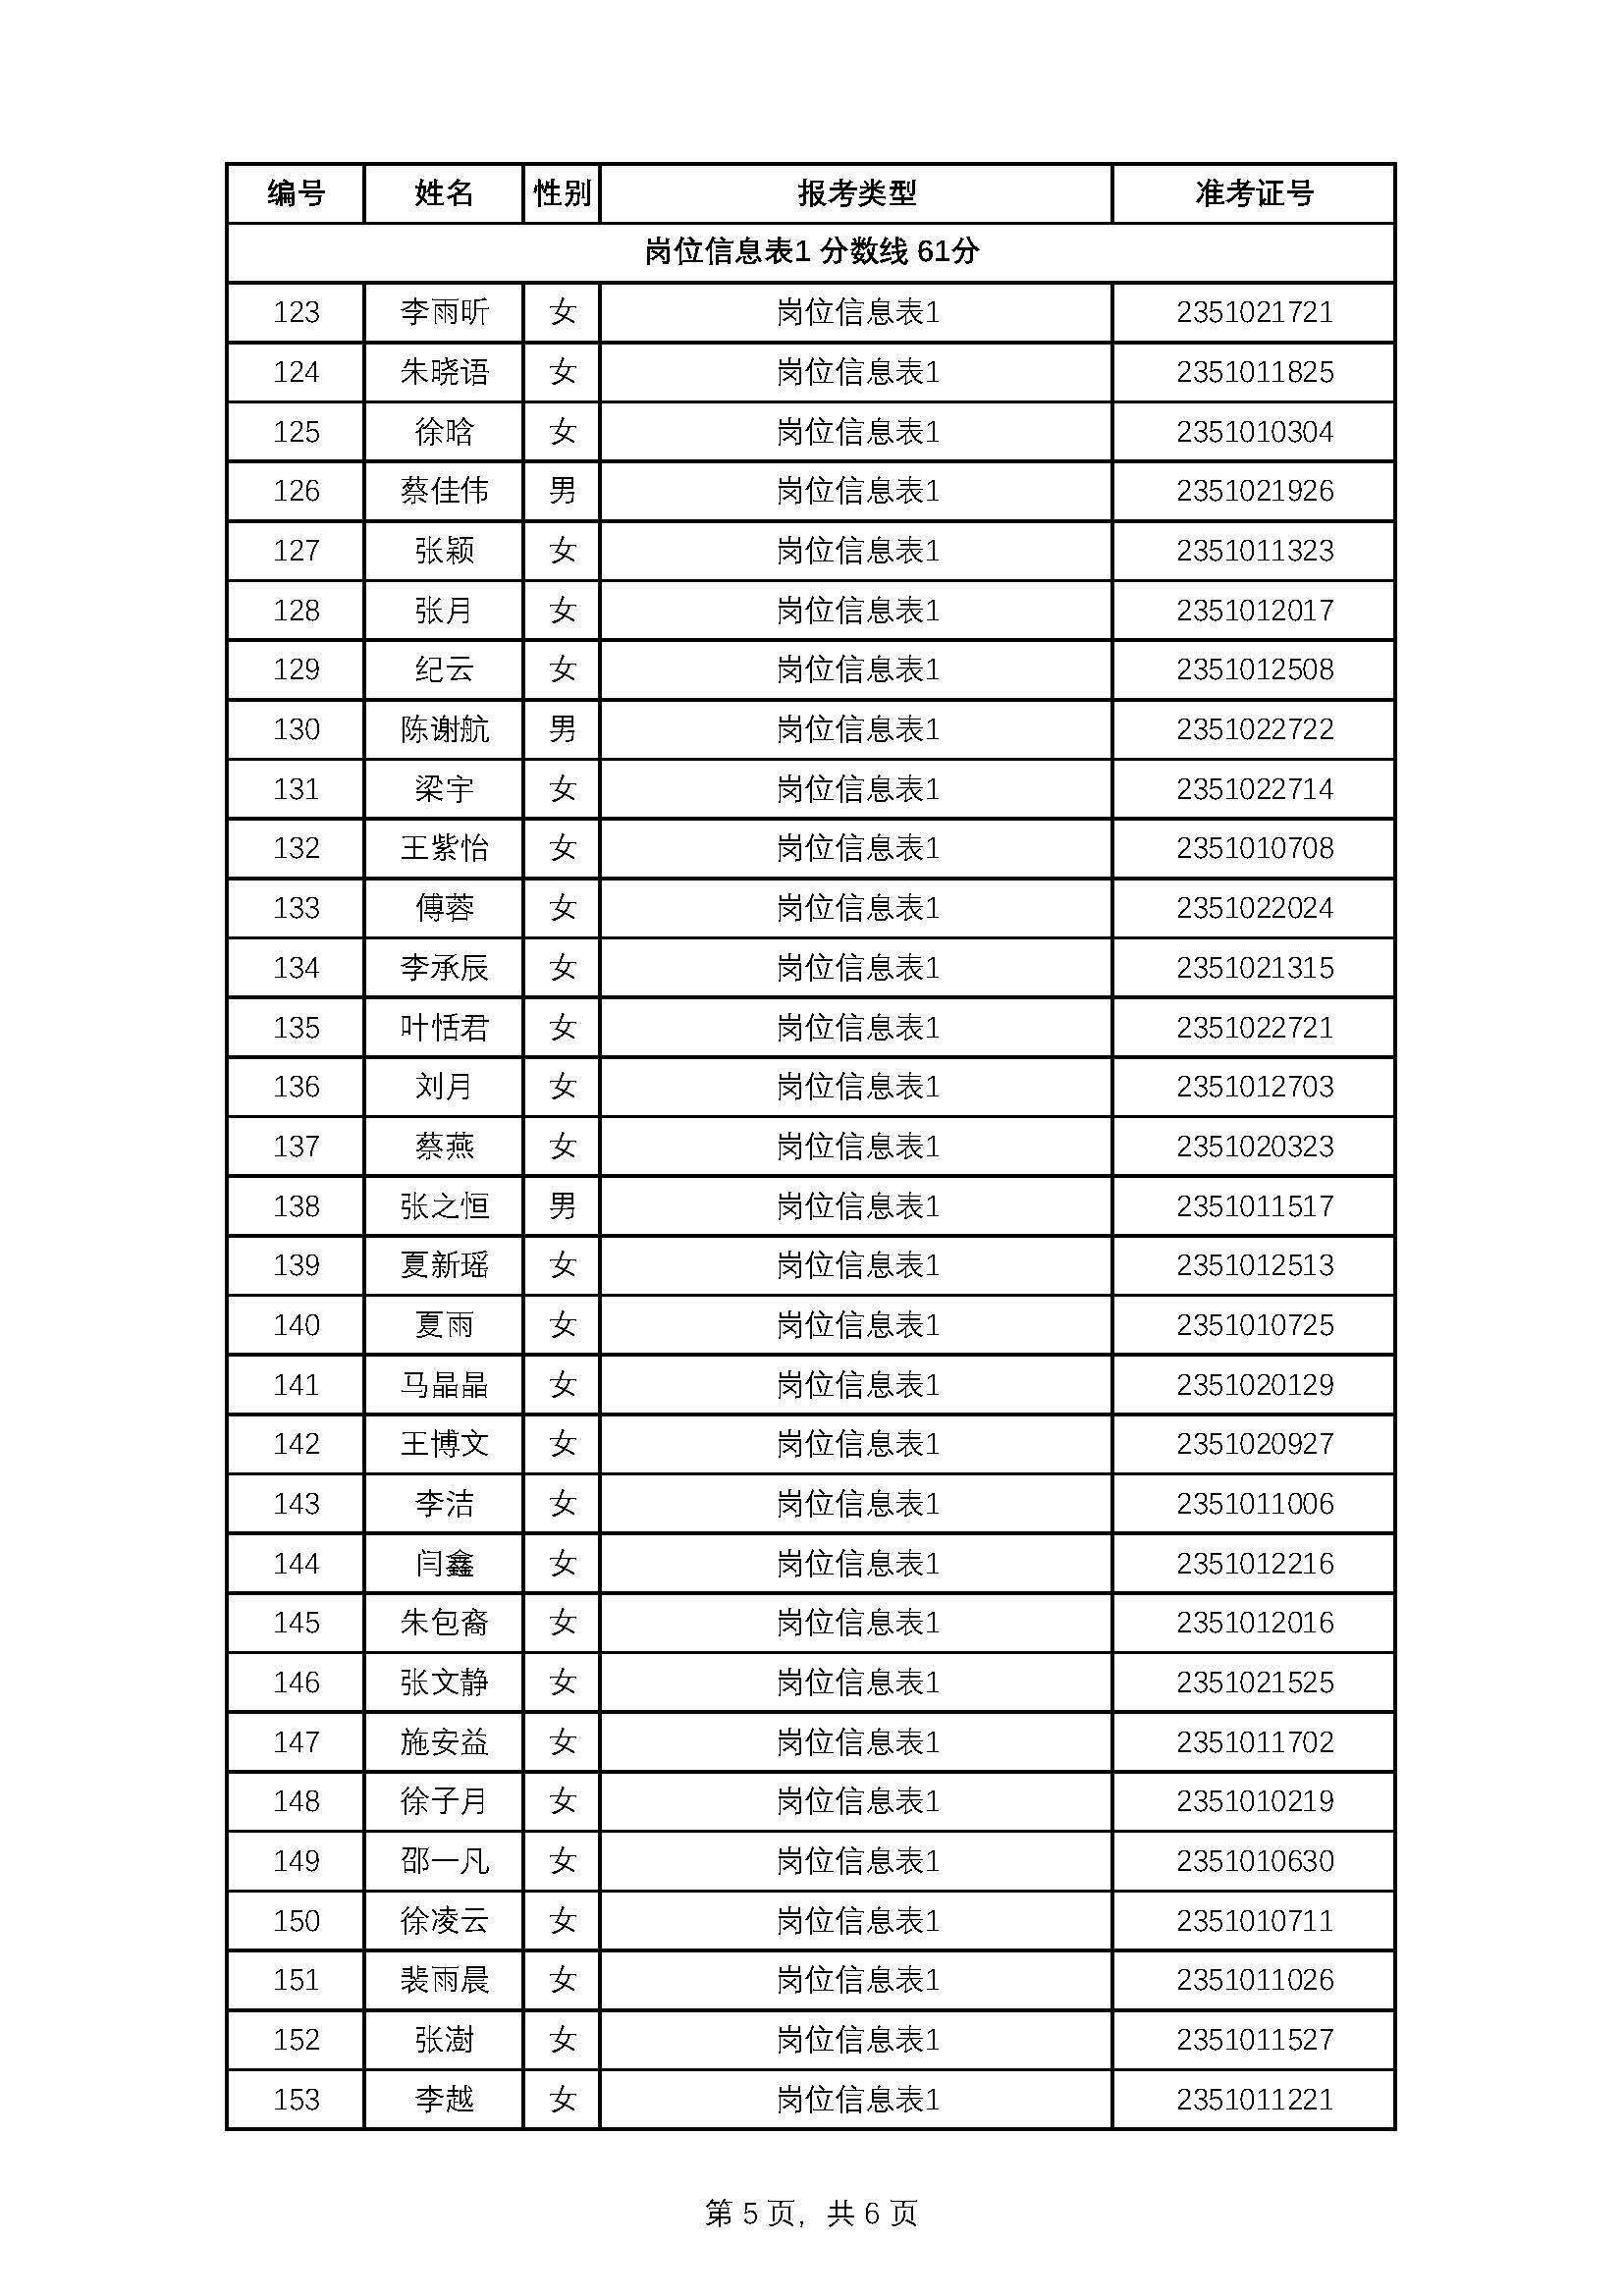 编号 姓名 性别 报考类型 准考证号
岗位信息表1 分数线 61分
123 李雨昕 女 岗位信息表1 2351021721
124 朱晓语 女 岗位信息表1 2351011825
125 徐晗 女 岗位信息表1 2351010304
126 蔡佳伟 男 岗位信息表1 2351021926
127 张颖 女 岗位信息表1 2351011323
128 张月 女 岗位信息表1 2351012017
129 纪云 女 岗位信息表1 2351012508
130 陈谢航 男 岗位信息表1 2351022722
131 梁宇 女 岗位信息表1 2351022714
132 王紫怡 女 岗位信息表1 2351010708
133 傅蓉 女 岗位信息表1 2351022024
134 李承辰 女 岗位信息表1 2351021315
135 叶恬君 女 岗位信息表1 2351022721
136 刘月 女 岗位信息表1 2351012703
137 蔡燕 女 岗位信息表1 2351020323
138 张之恒 男 岗位信息表1 2351011517
139 夏新瑶 女 岗位信息表1 2351012513
140 夏雨 女 岗位信息表1 2351010725
141 马晶晶 女 岗位信息表1 2351020129
142 王博文 女 岗位信息表1 2351020927
143 李洁 女 岗位信息表1 2351011006
144 闫鑫 女 岗位信息表1 2351012216
145 朱包裔 女 岗位信息表1 2351012016
146 张文静 女 岗位信息表1 2351021525
147 施安益 女 岗位信息表1 2351011702
148 徐子月 女 岗位信息表1 2351010219
149 邵一凡 女 岗位信息表1 2351010630
150 徐凌云 女 岗位信息表1 2351010711
151 裴雨晨 女 岗位信息表1 2351011026
152 张澍 女 岗位信息表1 2351011527
153 李越 女 岗位信息表1 2351011221
第 5 页，共 6 页